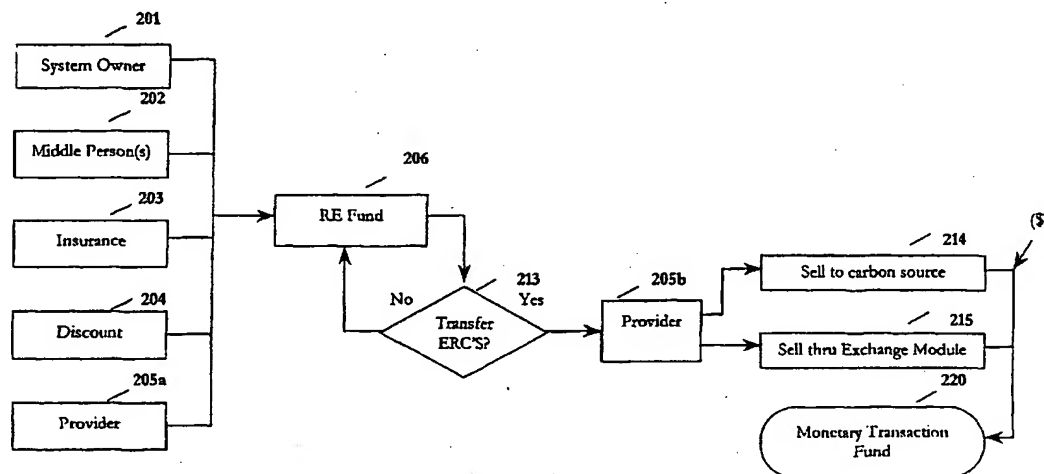 201
System Owner
202
Middle Person(s)
203
Insurance
204
Discount
205a
Provider
206
RE Fund
213
No
Yes
Transfer
ERC'S?
205b
Provider
214
Sell to carbon source
215
Sell thru Exchange Module
220
Monetary Transaction
Fund
($